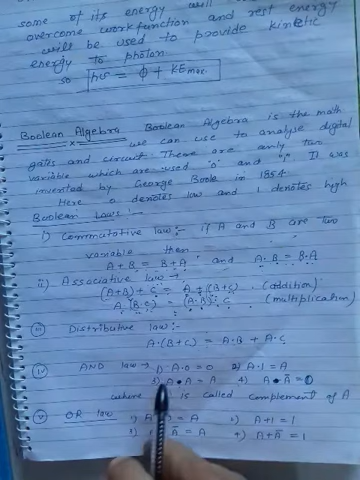 some of its energy will
overcome work function and rest energy
will be used to provide kinetic
energy to photon
so hν = φ + KEmax.
Boolean Algebra Boolean Algebra is the math
we can use to analyse digital
gates and circuit There are only two
variable which are used "0" and "1" It was
invented by George Boole in 1854.
Here 0 denotes low and 1 denotes high
Boolean Laws :-
i) Commutative law :- if A and B are two
variable then
A + B = B + A and A . B = B . A
ii) Associative law →
(A+B) + C = A + (B+C) (addition)
A (B.C) = (A.B) . C (multiplication)
iii) Distributive law :-
A.(B+C) = A.B + A.C
iv) AND law → 1) A.0 = 0 2) A.1 = A
3) A.A = A 4) A.Ā = 0
where is called complement of A
v) OR law 1) A = A 2) A+1 = 1
3) Ā = A 4) A+Ā = 1